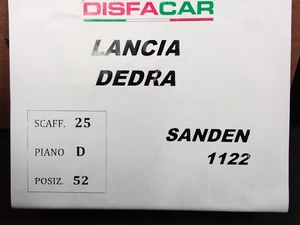 DISFACAR
LANCIA
DEDRA
SCAFF. 25
PIANO D
POSIZ. 52
SANDEN
1122